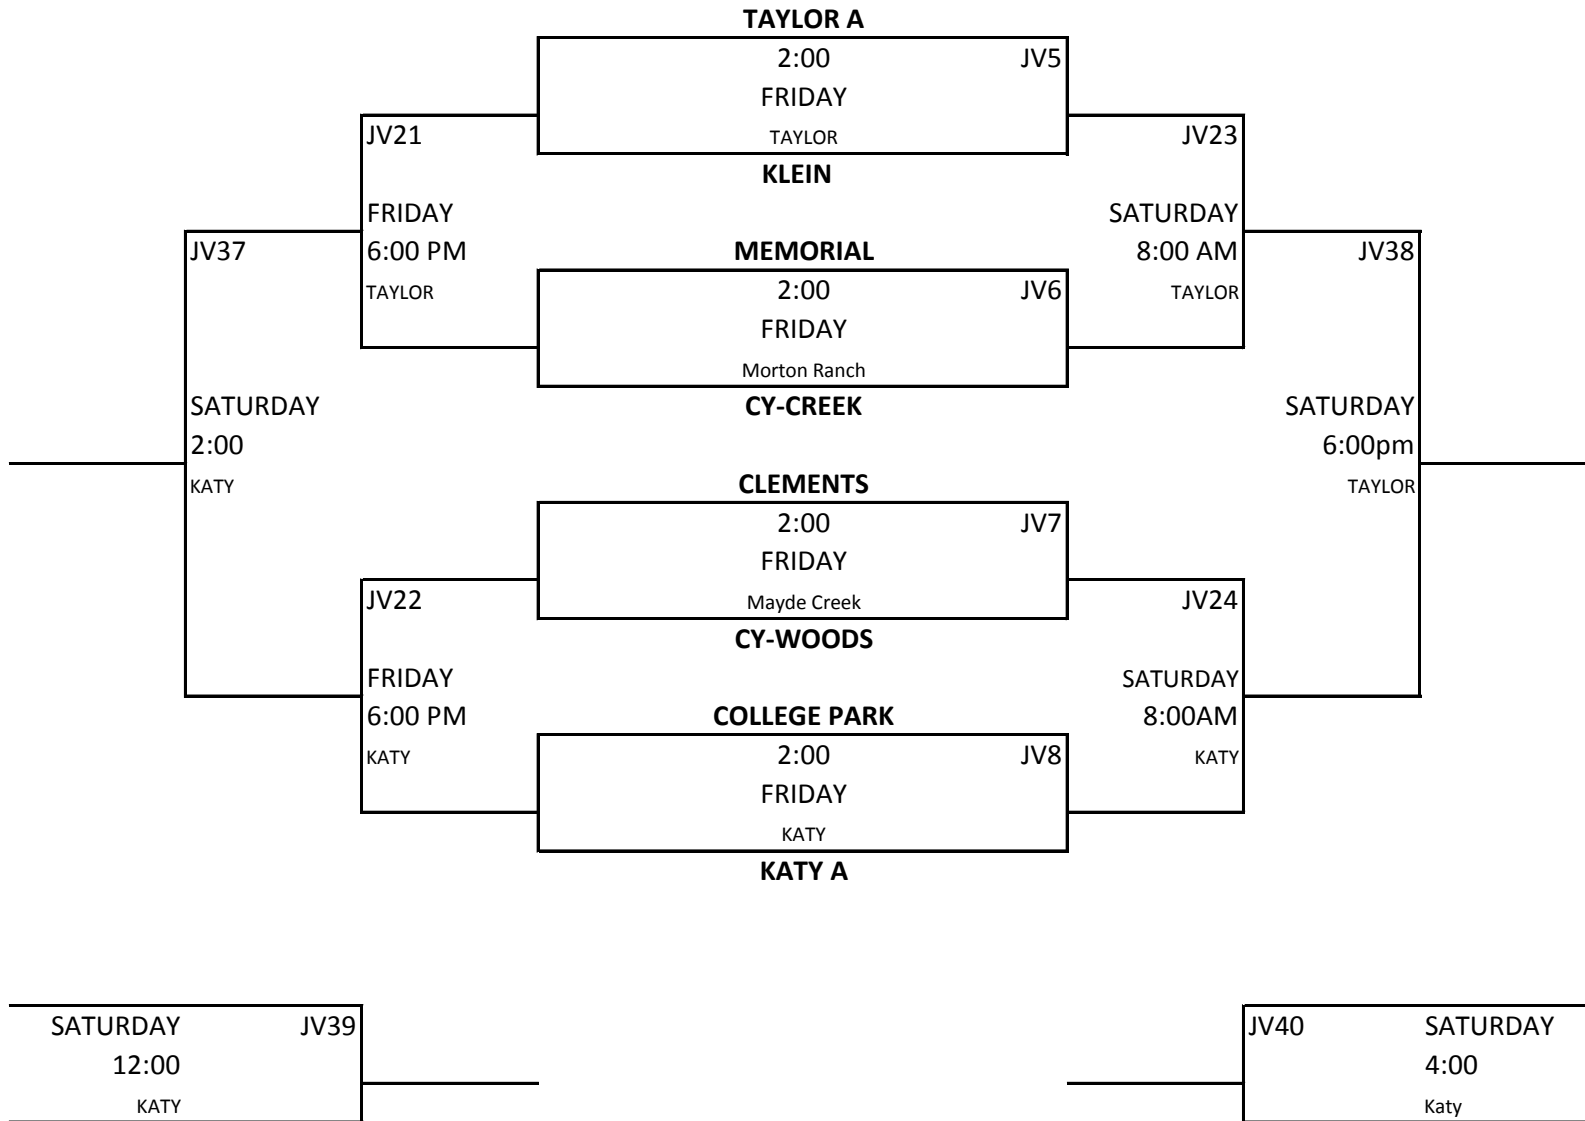 TAYLOR A
2:00 JV5
FRIDAY
JV21 TAYLOR JV23
KLEIN
FRIDAY SATURDAY
JV37 6:00 PM MEMORIAL 8:00 AM JV38
TAYLOR 2:00 JV6 TAYLOR
FRIDAY
Morton Ranch
SATURDAY CY-CREEK SATURDAY
2:00 6:00pm
KATY CLEMENTS TAYLOR
2:00 JV7
FRIDAY
JV22 Mayde Creek JV24
CY-WOODS
FRIDAY SATURDAY
6:00 PM COLLEGE PARK 8:00AM
KATY 2:00 JV8 KATY
FRIDAY
KATY
KATY A
SATURDAY JV39 JV40 SATURDAY
12:00 4:00
KATY Katy